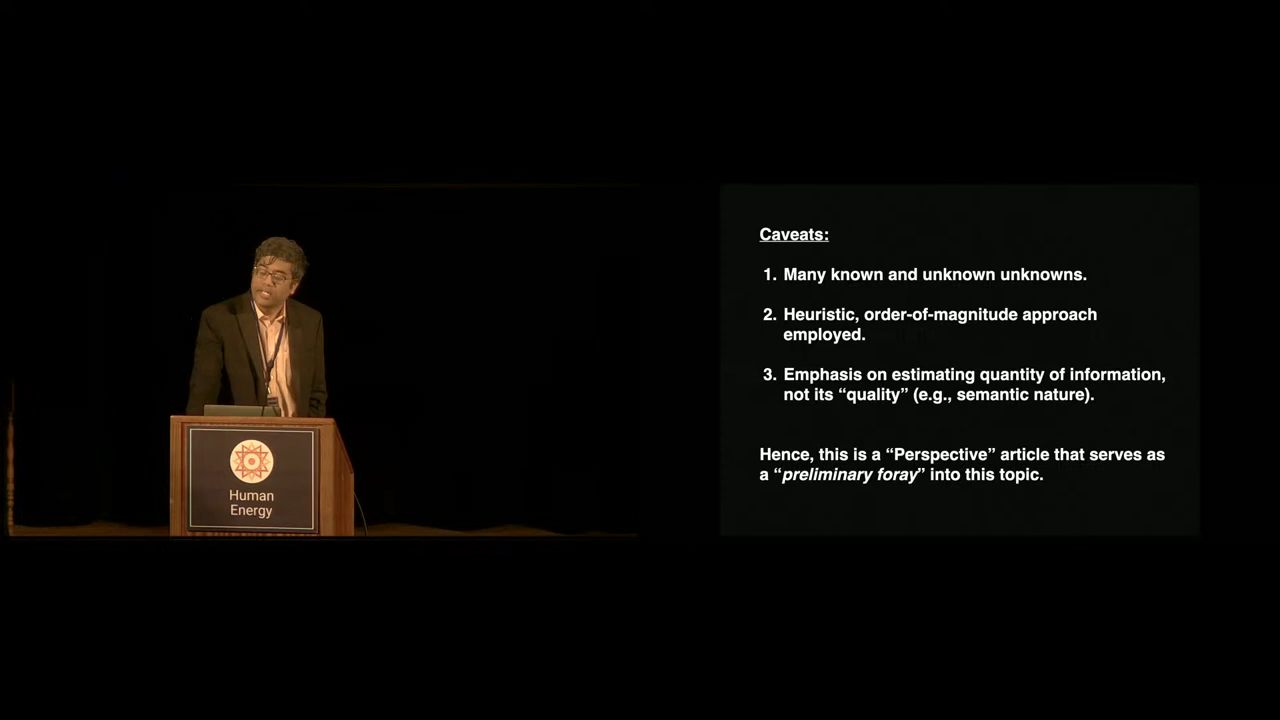 Human
Energy
Caveats:
1. Many known and unknown unknowns.
2. Heuristic, order-of-magnitude approach
employed.
3. Emphasis on estimating quantity of information,
not its “quality” (e.g., semantic nature).
Hence, this is a “Perspective” article that serves as
a “preliminary foray” into this topic.